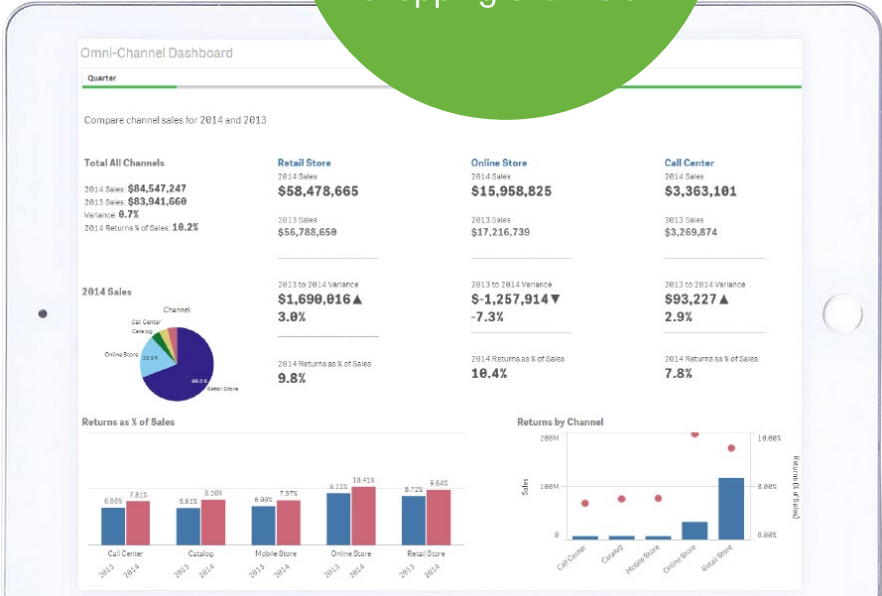 Omni-Channel Dashboard
Quarter
Compare channel sales for 2014 and 2013
Total All Channels
2014 Sales: $84,547,247
2013 Sales: $83,941,660
Variance: 0.7%
2014 Returns % of Sales: 10.2%
Retail Store
2014 Sales
$58,478,665
2013 Sales
$56,788,650
2013 to 2014 Variance
$1,690,016▲
3.0%
2014 Returns as % of Sales
9.8%
Online Store
2014 Sales
$15,958,825
2013 Sales
$17,216,739
2013 to 2014 Variance
$-1,257,914▼
-7.3%
2014 Returns as % of Sales
10.4%
Call Center
2014 Sales
$3,363,101
2013 Sales
$3,269,874
2013 to 2014 Variance
$93,227▲
2.9%
2014 Returns as % of Sales
7.8%
2014 Sales
Channel
Call Center
Catalog
Online Store
Retail Store
Returns as % of Sales
7.81%
8.10%
7.97%
9.12%
10.41%
8.72%
9.84%
Call Center
Catalog
Mobile Store
Online Store
Retail Store
2013 2014
2013 2014
2013 2014
2013 2014
2013 2014
Returns by Channel
Sales
200M
100M
0
10.00%
8.00%
6.00%
Returns (% of Sales)
Call Center
Catalog
Mobile Store
Online Store
Retail Store